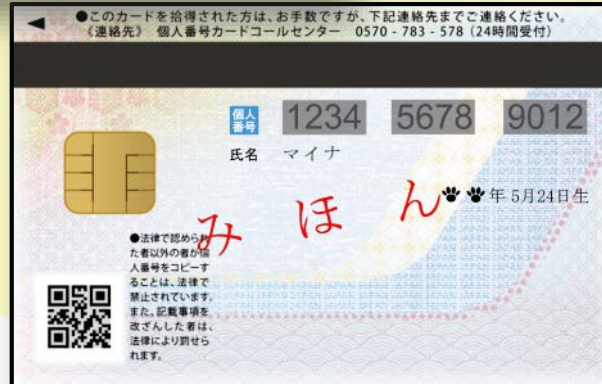 ●このカードを拾得された方は、お手数ですが、下記連絡先までご連絡ください。
《連絡先》 個人番号カードコールセンター 0570-783-578 (24時間受付)
個人番号 1234 5678 9012
氏名 マイナ
年 5月24日生
みほん
●法律で認められ
た者以外の者が個
人番号をコピーす
ることは、法律で
禁止されています。
また、記載事項を
改ざんした者は、
法律により罰せら
れます。